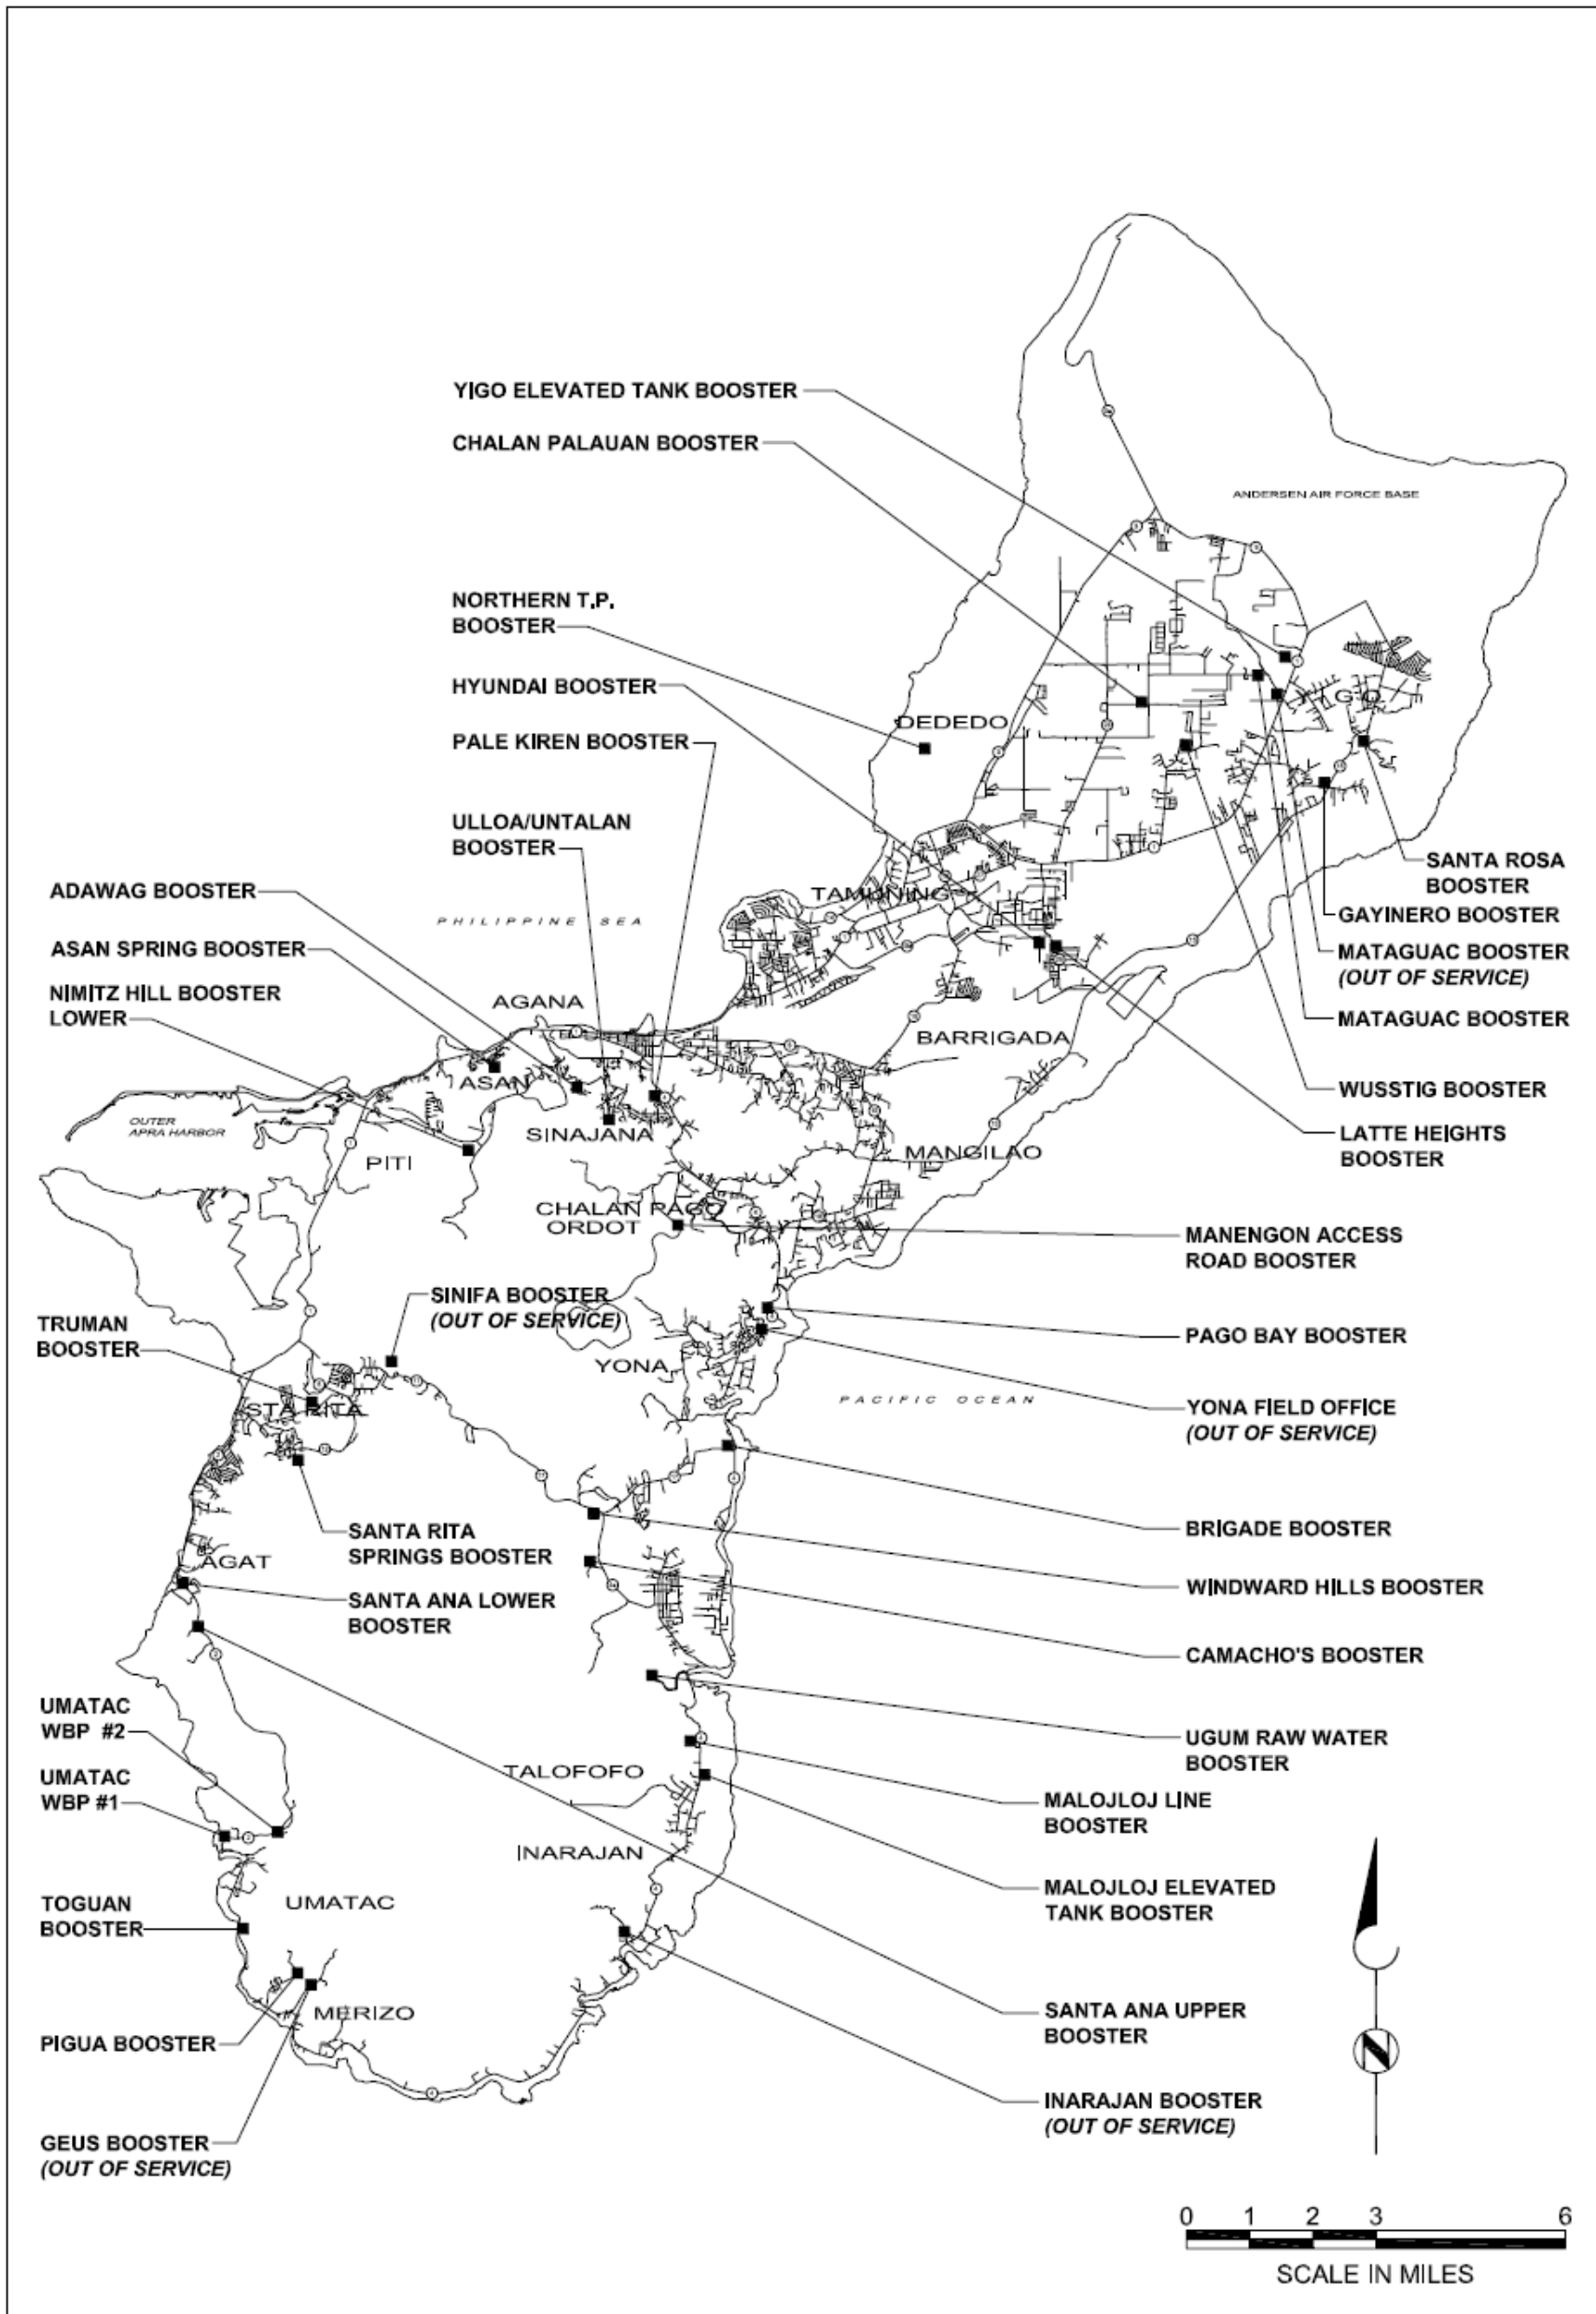 YIGO ELEVATED TANK BOOSTER
CHALAN PALAUAN BOOSTER
ANDERSEN AIR FORCE BASE
NORTHERN T.P.
BOOSTER
HYUNDAI BOOSTER
YIGO
DEDEDO
PALE KIREN BOOSTER
ULLOA/UNTALAN
BOOSTER
SANTA ROSA
BOOSTER
ADAWAG BOOSTER
TAMUNING
GAYINERO BOOSTER
PHILIPPINE SEA
ASAN SPRING BOOSTER
MATAGUAC BOOSTER
(OUT OF SERVICE)
NIMITZ HILL BOOSTER
LOWER
AGANA
MATAGUAC BOOSTER
BARRIGADA
ASAN
WUSSTIG BOOSTER
OUTER
APRA HARBOR
SINAJANA
LATTE HEIGHTS
BOOSTER
MANGILAO
PITI
CHALAN PAGO
ORDOT
MANENGON ACCESS
ROAD BOOSTER
SINIFA BOOSTER
(OUT OF SERVICE)
TRUMAN
BOOSTER
PAGO BAY BOOSTER
YONA
PACIFIC OCEAN
STA RITA
YONA FIELD OFFICE
(OUT OF SERVICE)
SANTA RITA
SPRINGS BOOSTER
BRIGADE BOOSTER
AGAT
WINDWARD HILLS BOOSTER
SANTA ANA LOWER
BOOSTER
CAMACHO'S BOOSTER
UMATAC
WBP #2
UGUM RAW WATER
BOOSTER
UMATAC
WBP #1
TALOFOFO
MALOJLOJ LINE
BOOSTER
INARAJAN
MALOJLOJ ELEVATED
TANK BOOSTER
TOGUAN
BOOSTER
UMATAC
MERIZO
SANTA ANA UPPER
BOOSTER
PIGUA BOOSTER
N
INARAJAN BOOSTER
(OUT OF SERVICE)
GEUS BOOSTER
(OUT OF SERVICE)
0 1 2 3 6
SCALE IN MILES